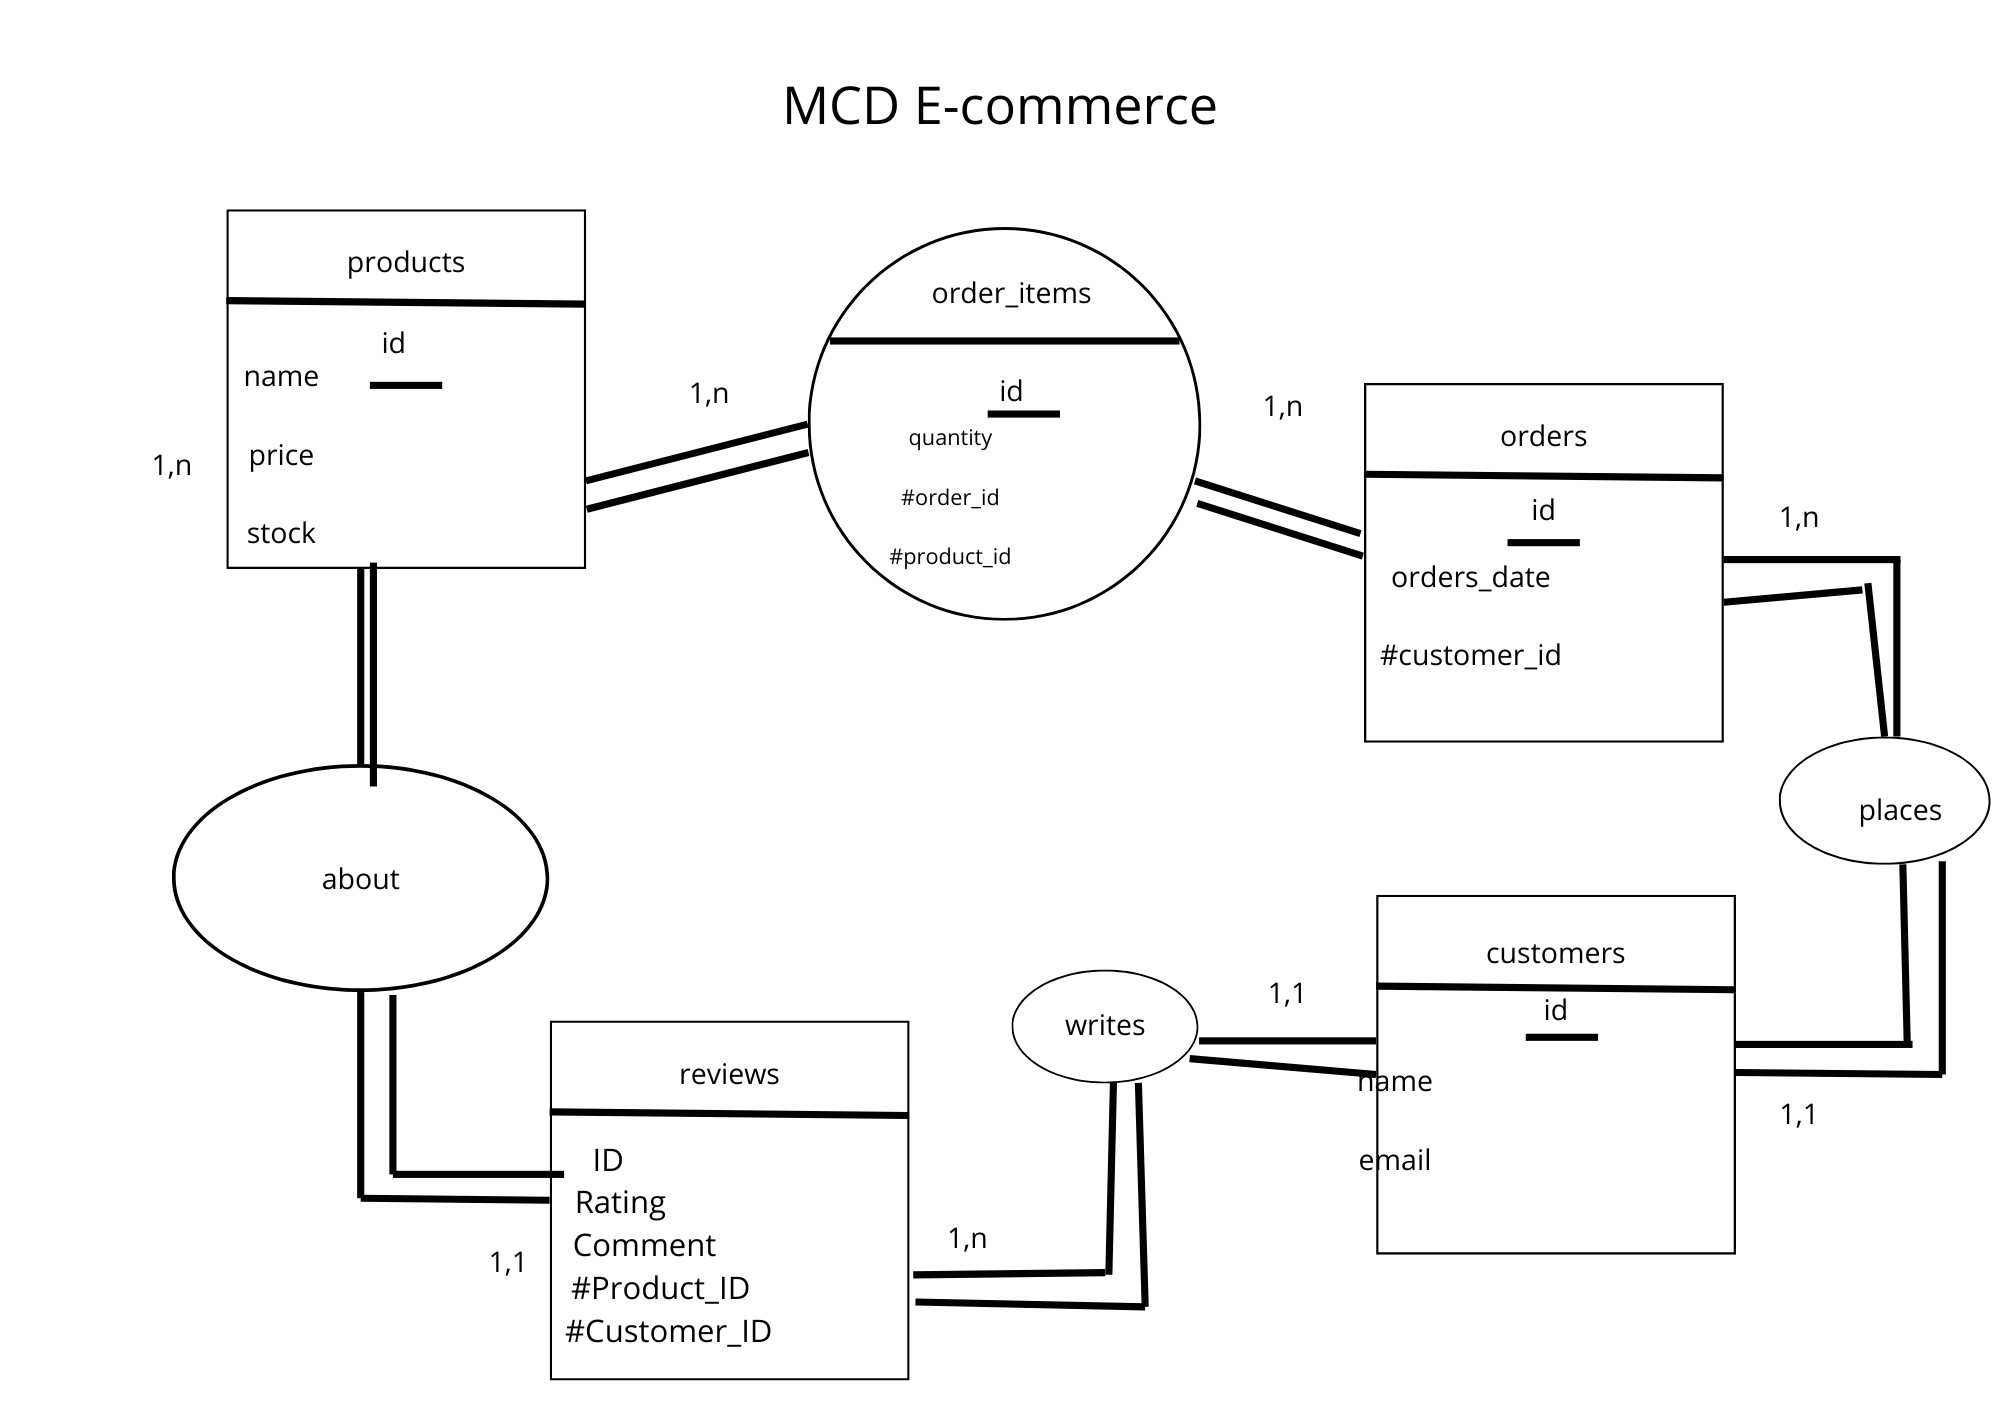 MCD E-commerce
products
id
name
price
stock
1,n
1,n
order_items
id
quantity
#order_id
#product_id
1,n
orders
id
orders_date
#customer_id
1,n
places
about
customers
id
name
email
1,1
writes
1,1
reviews
ID
Rating
Comment
#Product_ID
#Customer_ID
1,1
1,n